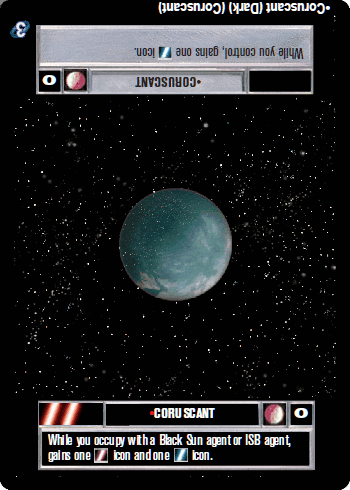 •Coruscant (Dark) (Coruscant)
While you control, gains one icon.
0 •CORUSCANT
•CORUSCANT 0
While you occupy with a Black Sun agent or ISB agent,
gains one icon and one icon.